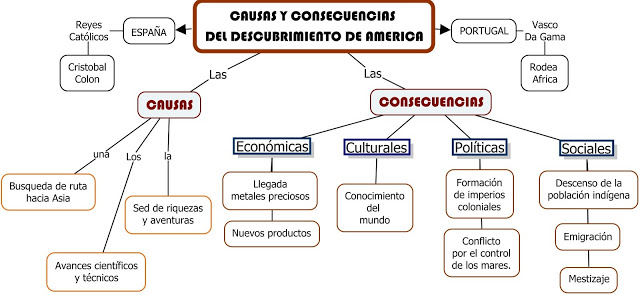 CAUSAS Y CONSECUENCIAS
DEL DESCUBRIMIENTO DE AMERICA
Reyes
Católicos
ESPAÑA
Cristobal
Colon
PORTUGAL
Vasco
Da Gama
Rodea
Africa
Las
Las
CAUSAS
CONSECUENCIAS
una
Los
la
Busqueda de ruta
hacia Asia
Avances científicos
y técnicos
Sed de riquezas
y aventuras
Económicas
Llegada
metales preciosos
Nuevos productos
Culturales
Conocimiento
del
mundo
Políticas
Formación
de imperios
coloniales
Conflicto
por el control
de los mares.
Sociales
Descenso de la
población indígena
Emigración
Mestizaje